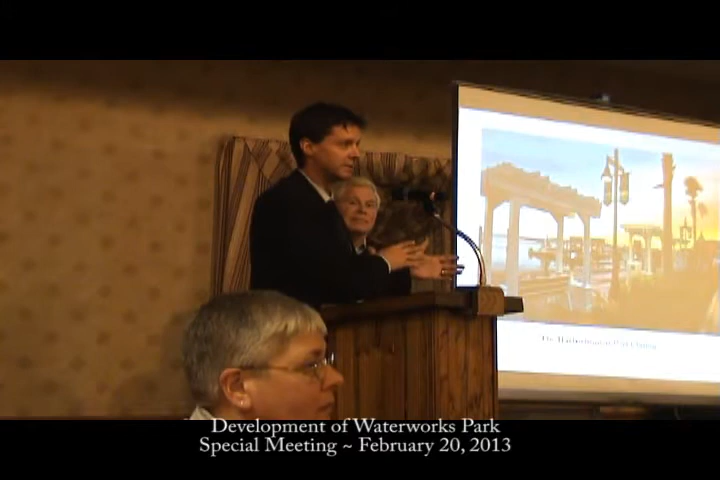 Development of Waterworks Park
Special Meeting ~ February 20, 2013